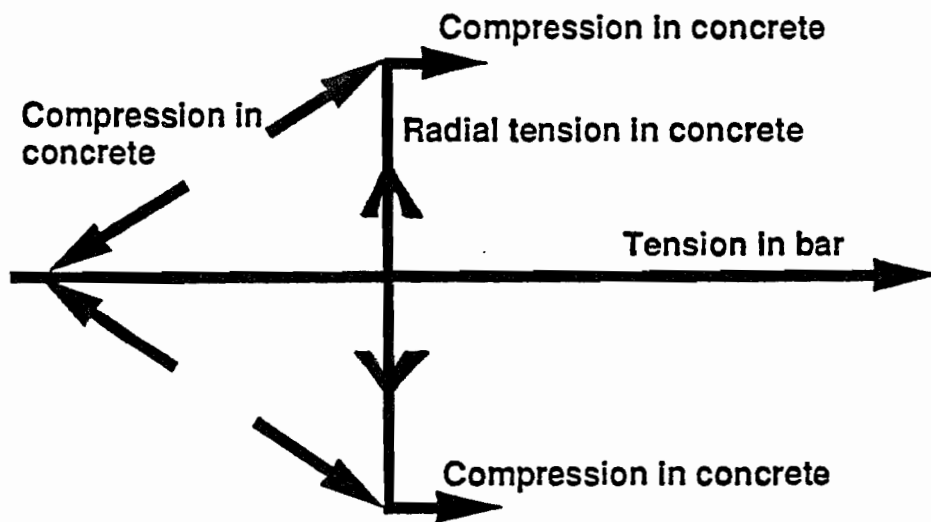 Compression in concrete
Compression in
concrete
Radial tension in concrete
Tension in bar
Compression in concrete